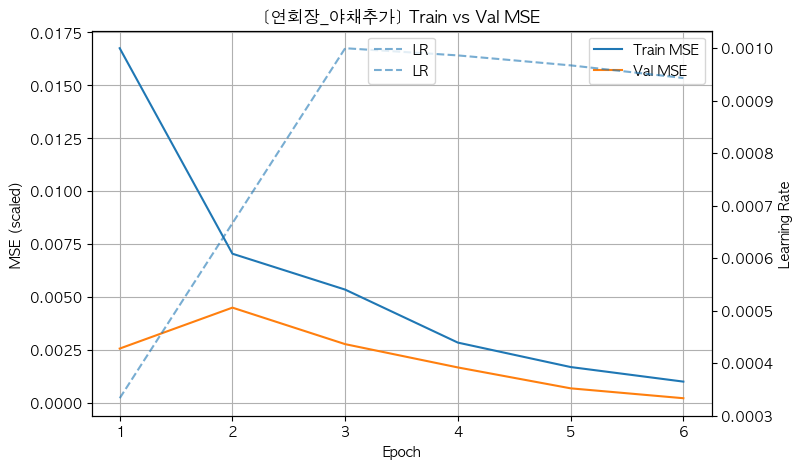 [연회장_야채추가] Train vs Val MSE
LR
LR
Train MSE
Val MSE
MSE (scaled)
0.0175
0.0150
0.0125
0.0100
0.0075
0.0050
0.0025
0.0000
0.0010
0.0009
0.0008
0.0007
0.0006
0.0005
0.0004
0.0003
Learning Rate
1 2 3 4 5 6
Epoch